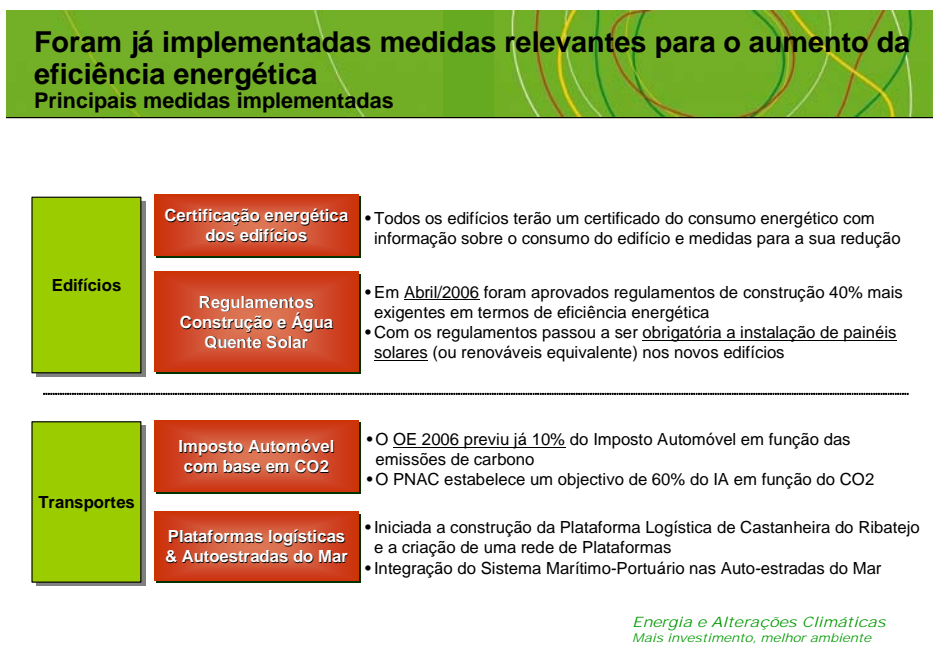 Foram já implementadas medidas relevantes para o aumento da
eficiência energética
Principais medidas implementadas
Edifícios
Certificação energética
dos edifícios
•Todos os edifícios terão um certificado do consumo energético com
informação sobre o consumo do edifício e medidas para a sua redução
Regulamentos
Construção e Água
Quente Solar
•Em Abril/2006 foram aprovados regulamentos de construção 40% mais
exigentes em termos de eficiência energética
•Com os regulamentos passou a ser obrigatória a instalação de painéis
solares (ou renováveis equivalente) nos novos edifícios
Transportes
Imposto Automóvel
com base em CO2
•O OE 2006 previu já 10% do Imposto Automóvel em função das
emissões de carbono
•O PNAC estabelece um objectivo de 60% do IA em função do CO2
Plataformas logísticas
& Autoestradas do Mar
•Iniciada a construção da Plataforma Logística de Castanheira do Ribatejo
e a criação de uma rede de Plataformas
•Integração do Sistema Marítimo-Portuário nas Auto-estradas do Mar
Energia e Alterações Climáticas
Mais investimento, melhor ambiente